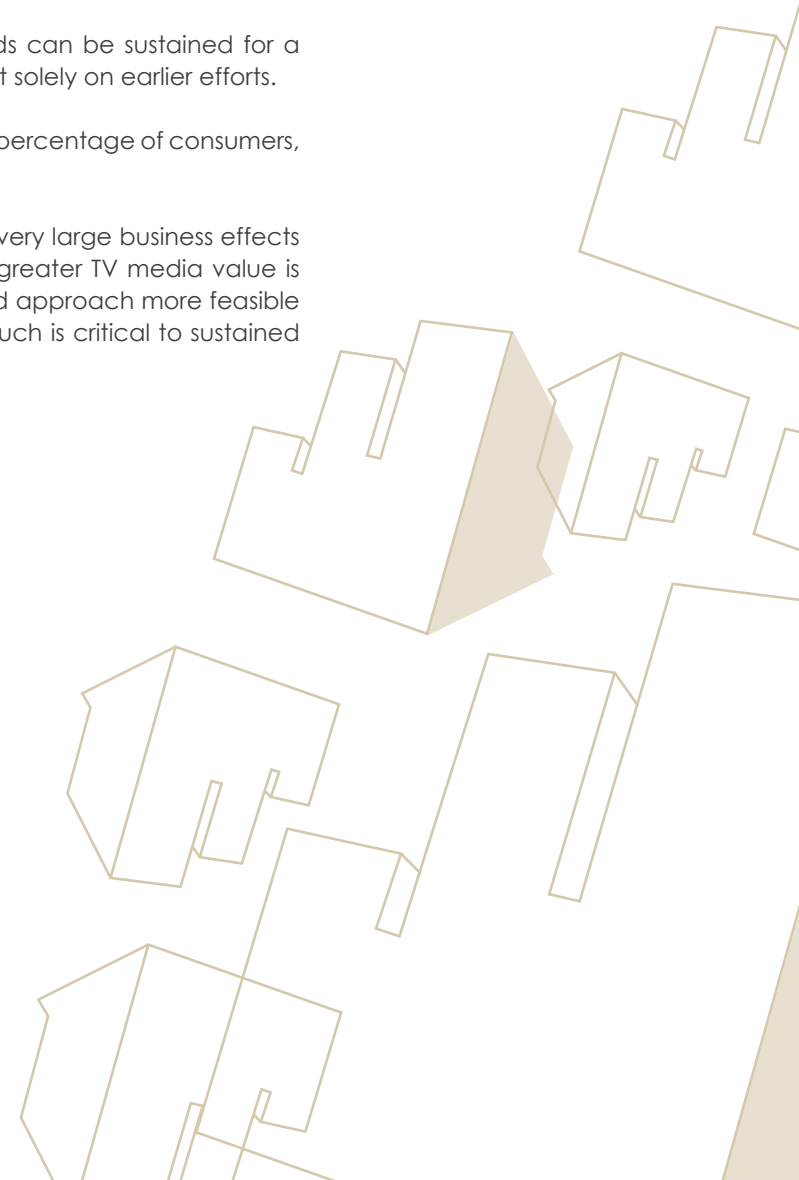 ds can be sustained for a
t solely on earlier efforts.
percentage of consumers,
very large business effects
greater TV media value is
d approach more feasible
uch is critical to sustained